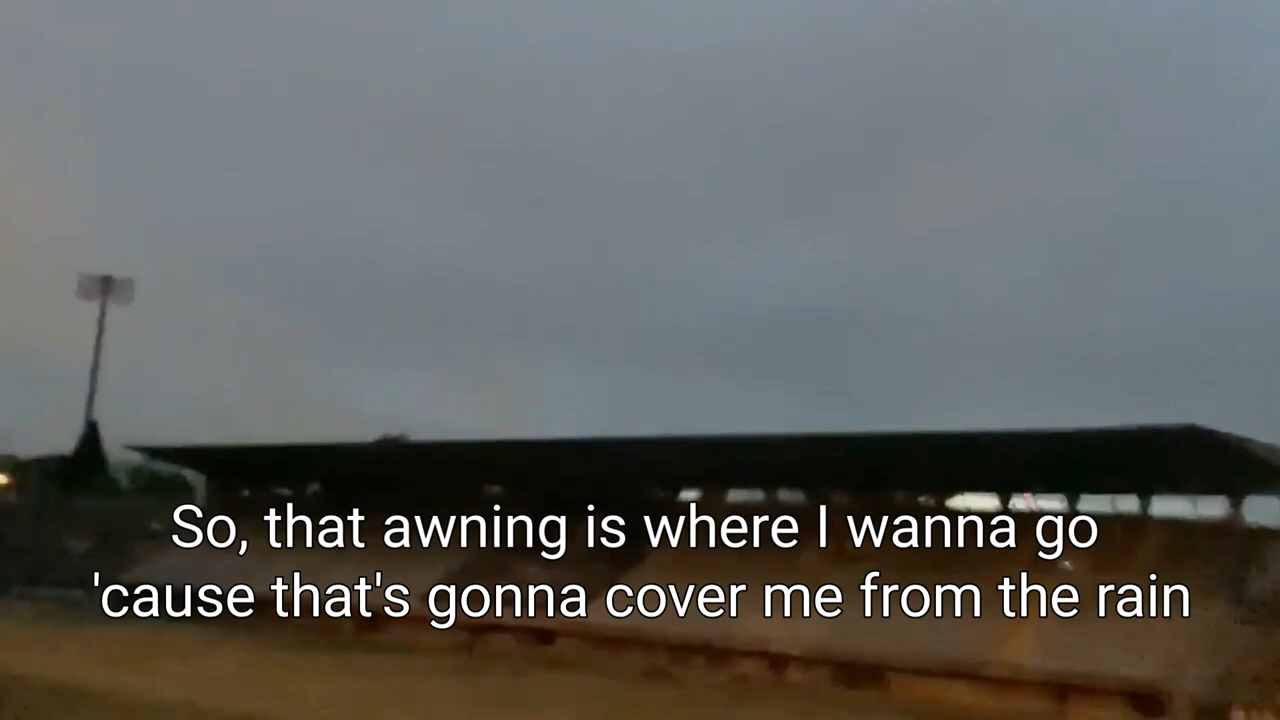 So, that awning is where I wanna go
'cause that's gonna cover me from the rain